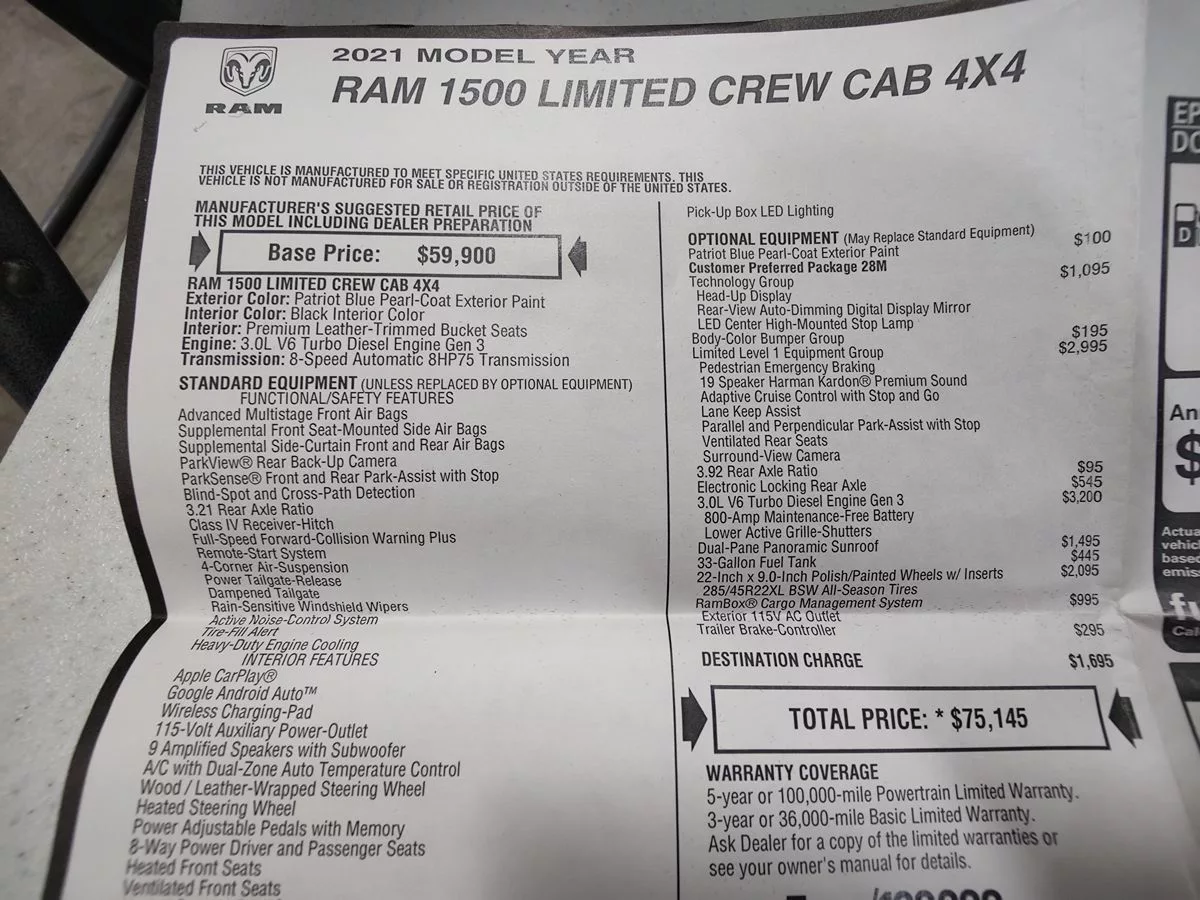 RAM
2021 MODEL YEAR
RAM 1500 LIMITED CREW CAB 4X4
THIS VEHICLE IS MANUFACTURED TO MEET SPECIFIC UNITED STATES REQUIREMENTS. THIS
VEHICLE IS NOT MANUFACTURED FOR SALE OR REGISTRATION OUTSIDE OF THE UNITED STATES.
MANUFACTURER'S SUGGESTED RETAIL PRICE OF
THIS MODEL INCLUDING DEALER PREPARATION
Base Price: $59,900
RAM 1500 LIMITED CREW CAB 4X4
Exterior Color: Patriot Blue Pearl-Coat Exterior Paint
Interior Color: Black Interior Color
Interior: Premium Leather-Trimmed Bucket Seats
Engine: 3.0L V6 Turbo Diesel Engine Gen 3
Transmission: 8-Speed Automatic 8HP75 Transmission
STANDARD EQUIPMENT (UNLESS REPLACED BY OPTIONAL EQUIPMENT)
FUNCTIONAL/SAFETY FEATURES
Advanced Multistage Front Air Bags
Supplemental Front Seat-Mounted Side Air Bags
Supplemental Side-Curtain Front and Rear Air Bags
ParkView® Rear Back-Up Camera
ParkSense® Front and Rear Park-Assist with Stop
Blind-Spot and Cross-Path Detection
3.21 Rear Axle Ratio
Class IV Receiver-Hitch
Full-Speed Forward-Collision Warning Plus
Remote-Start System
4-Corner Air-Suspension
Power Tailgate-Release
Dampened Tailgate
Rain-Sensitive Windshield Wipers
Active Noise-Control System
Tire-Fill Alert
Heavy-Duty Engine Cooling
INTERIOR FEATURES
Apple CarPlay®
Google Android Auto™
Wireless Charging-Pad
115-Volt Auxiliary Power-Outlet
9 Amplified Speakers with Subwoofer
A/C with Dual-Zone Auto Temperature Control
Wood / Leather-Wrapped Steering Wheel
Heated Steering Wheel
Power Adjustable Pedals with Memory
8-Way Power Driver and Passenger Seats
Heated Front Seats
Ventilated Front Seats
Pick-Up Box LED Lighting
OPTIONAL EQUIPMENT (May Replace Standard Equipment)
Patriot Blue Pearl-Coat Exterior Paint $100
Customer Preferred Package 28M
Technology Group $1,095
Head-Up Display
Rear-View Auto-Dimming Digital Display Mirror
LED Center High-Mounted Stop Lamp
Body-Color Bumper Group $195
Limited Level 1 Equipment Group $2,995
Pedestrian Emergency Braking
19 Speaker Harman Kardon® Premium Sound
Adaptive Cruise Control with Stop and Go
Lane Keep Assist
Parallel and Perpendicular Park-Assist with Stop
Ventilated Rear Seats
Surround-View Camera
3.92 Rear Axle Ratio $95
Electronic Locking Rear Axle $545
3.0L V6 Turbo Diesel Engine Gen 3 $3,200
800-Amp Maintenance-Free Battery
Lower Active Grille-Shutters
Dual-Pane Panoramic Sunroof $1,495
33-Gallon Fuel Tank $445
22-Inch x 9.0-Inch Polish/Painted Wheels w/ Inserts $2,095
285/45R22XL BSW All-Season Tires
RamBox® Cargo Management System $995
Exterior 115V AC Outlet
Trailer Brake-Controller $295
DESTINATION CHARGE $1,695
TOTAL PRICE: * $75,145
WARRANTY COVERAGE
5-year or 100,000-mile Powertrain Limited Warranty.
3-year or 36,000-mile Basic Limited Warranty.
Ask Dealer for a copy of the limited warranties or
see your owner's manual for details.
EP
DO
D
An
$
Actua
vehic
base
emis
fu
Cal